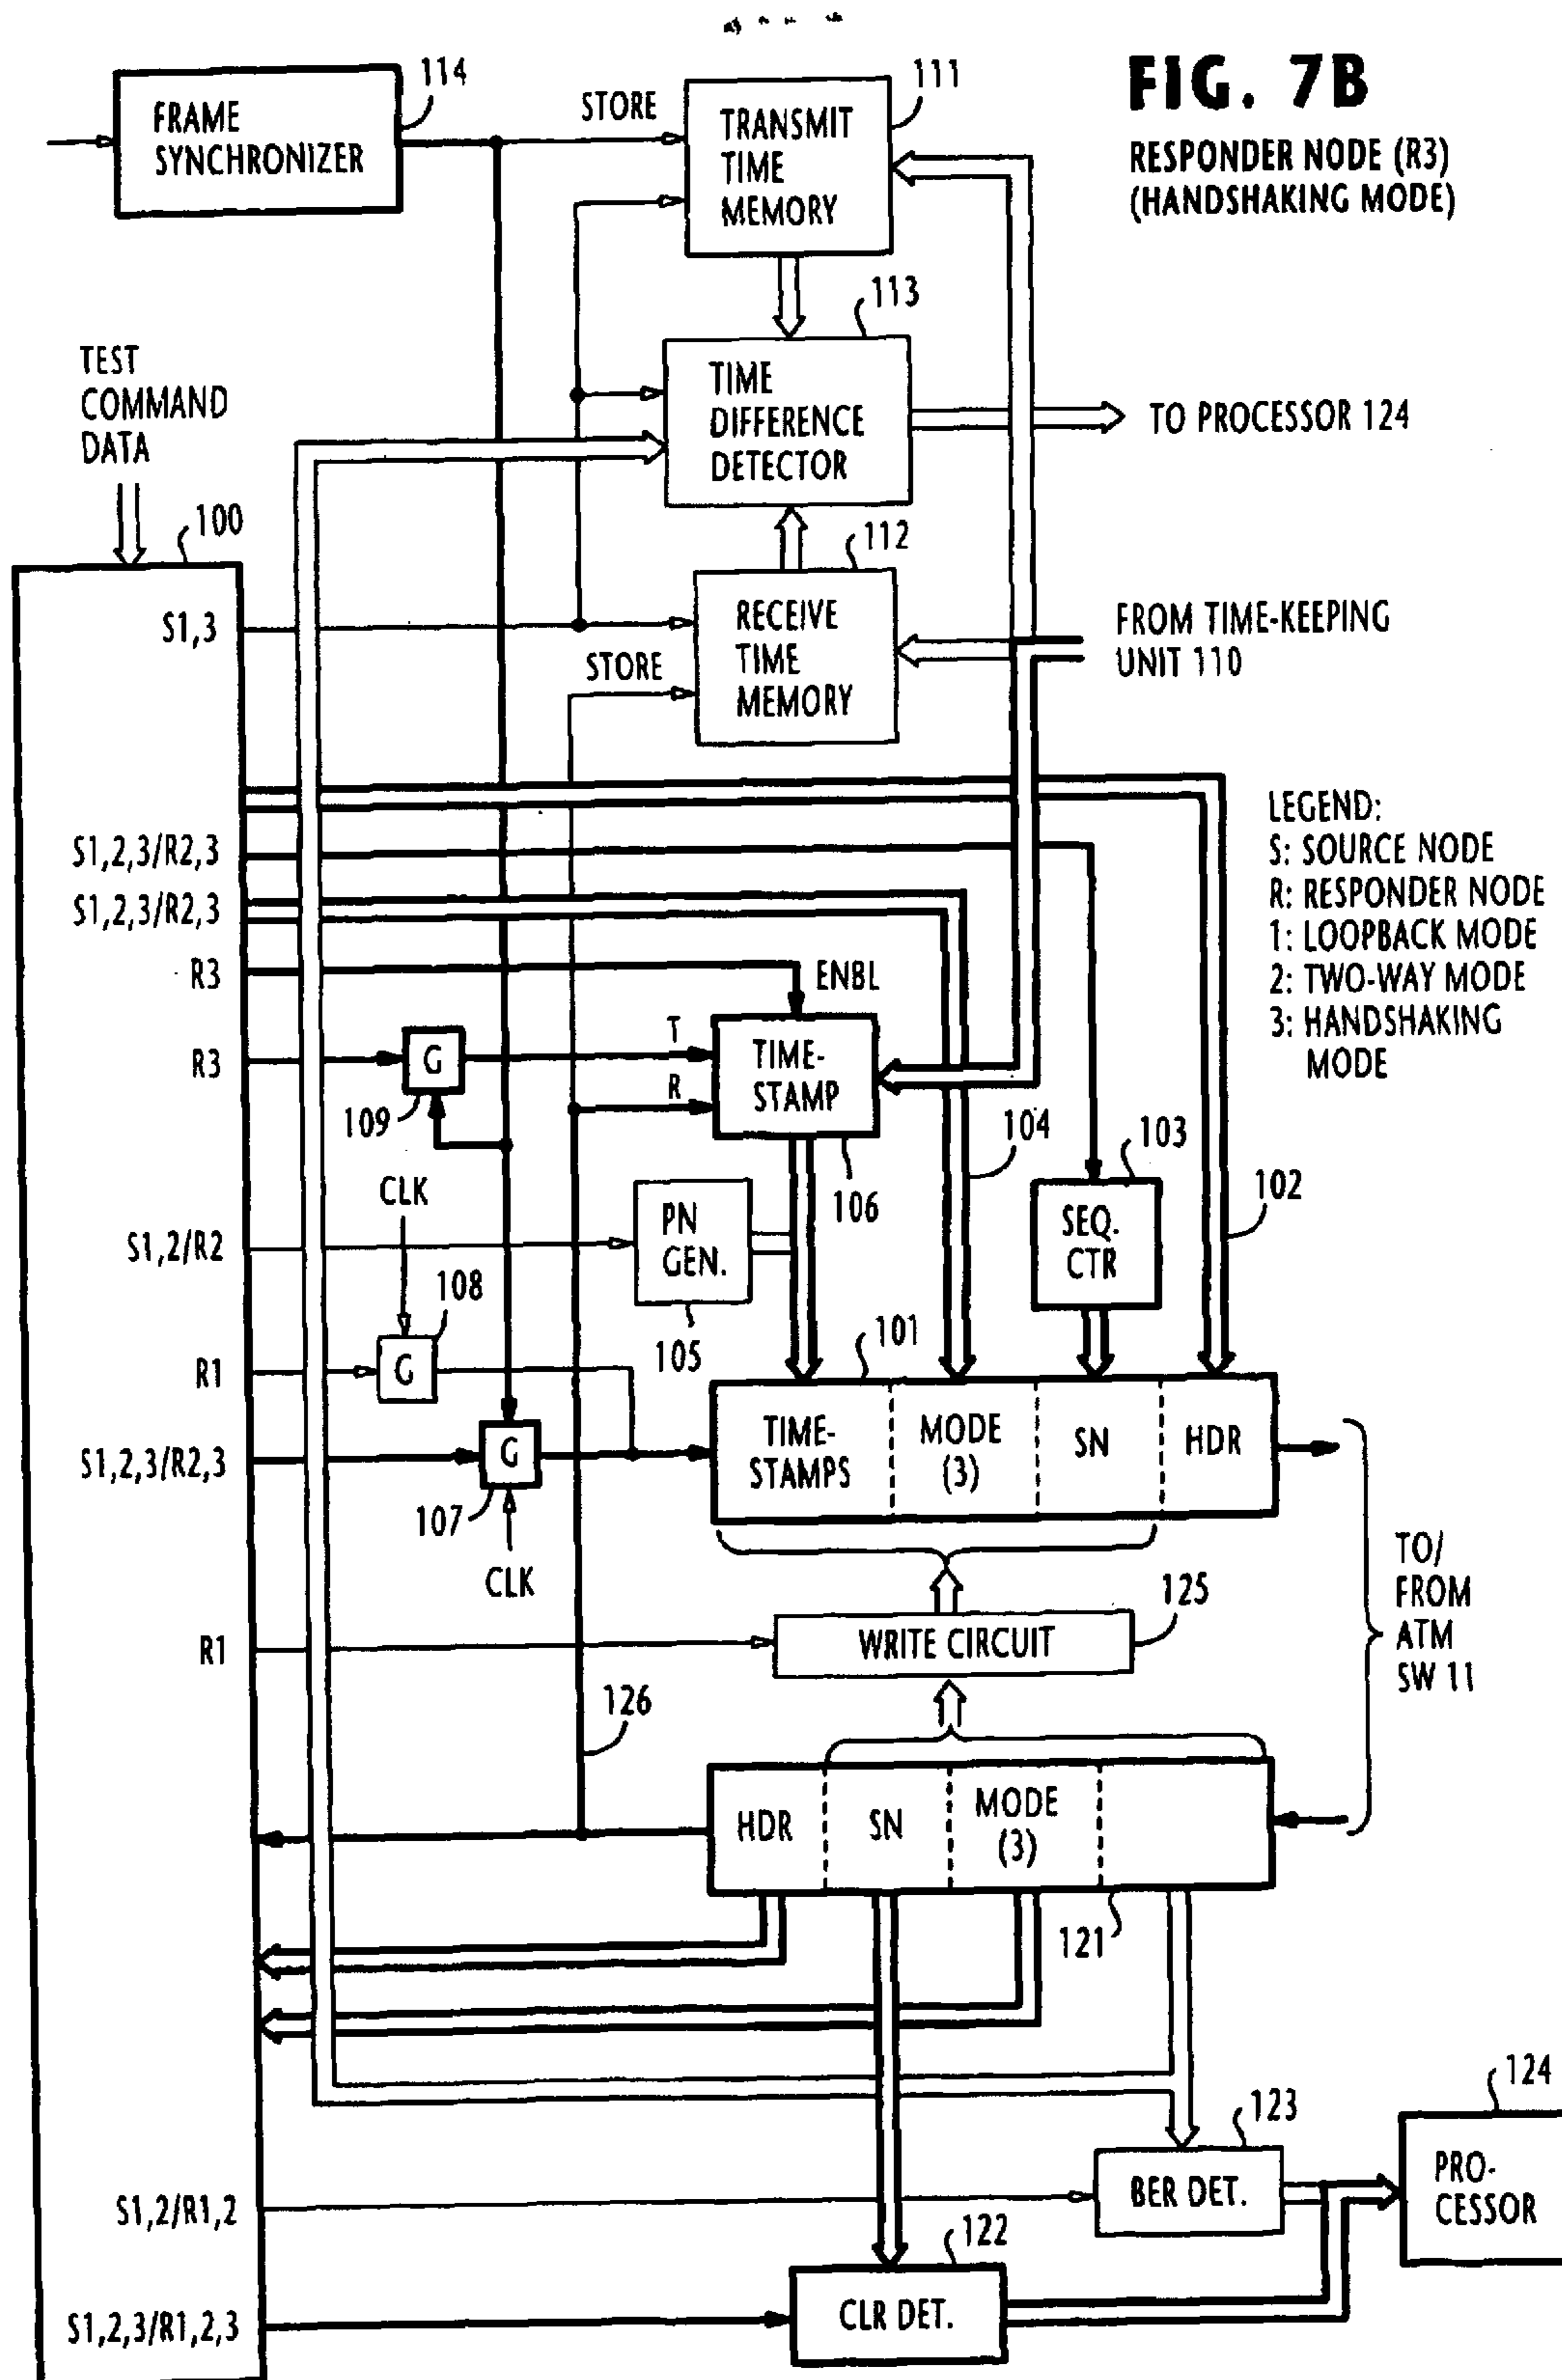 FIG. 7B
RESPONDER NODE (R3)
(HANDSHAKING MODE)
114
FRAME
SYNCHRONIZER
STORE
111
TRANSMIT
TIME
MEMORY
113
TIME
DIFFERENCE
DETECTOR
TO PROCESSOR 124
TEST
COMMAND
DATA
100
112
RECEIVE
TIME
MEMORY
STORE
FROM TIME-KEEPING
UNIT 110
S1,3
S1,2,3/R2,3
S1,2,3/R2,3
R3
ENBL
LEGEND:
S: SOURCE NODE
R: RESPONDER NODE
1: LOOPBACK MODE
2: TWO-WAY MODE
3: HANDSHAKING
MODE
R3
G
109
T
R
TIME-
STAMP
106
104
103
SEQ.
CTR
102
CLK
S1,2/R2
PN
GEN.
105
108
R1
G
101
S1,2,3/R2,3
G
107
CLK
TIME-
STAMPS
MODE
(3)
SN
HDR
TO/
FROM
ATM
SW 11
R1
WRITE CIRCUIT
125
126
HDR
SN
MODE
(3)
121
123
124
S1,2/R1,2
BER DET.
PRO-
CESSOR
122
S1,2,3/R1,2,3
CLR DET.